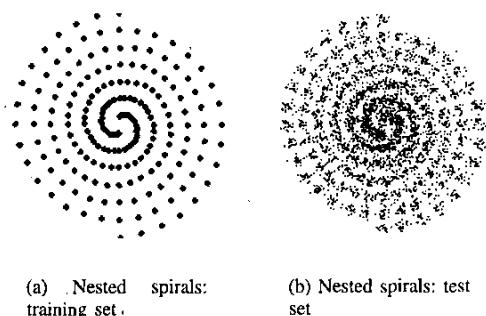 (a) Nested spirals:
training set
(b) Nested spirals: test
set